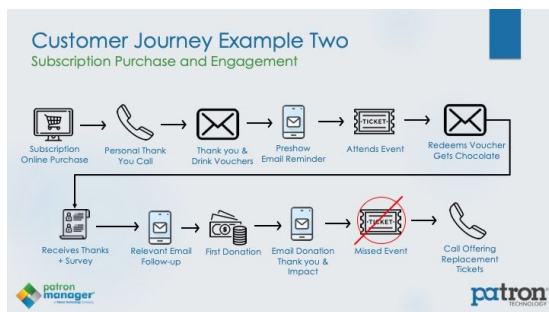 Customer Journey Example Two
Subscription Purchase and Engagement
Subscription
Online Purchase
Personal Thank
You Call
Thank you &
Drink Vouchers
Preshow
Email Reminder
TICKET
Attends Event
Redeems Voucher
Gets Chocolate
Receives Thanks
+ Survey
Relevant Email
Follow-up
First Donation
Email Donation
Thank you &
Impact
TICKET
Missed Event
Call Offering
Replacement
Tickets
patron
manager
patron
TECHNOLOGY